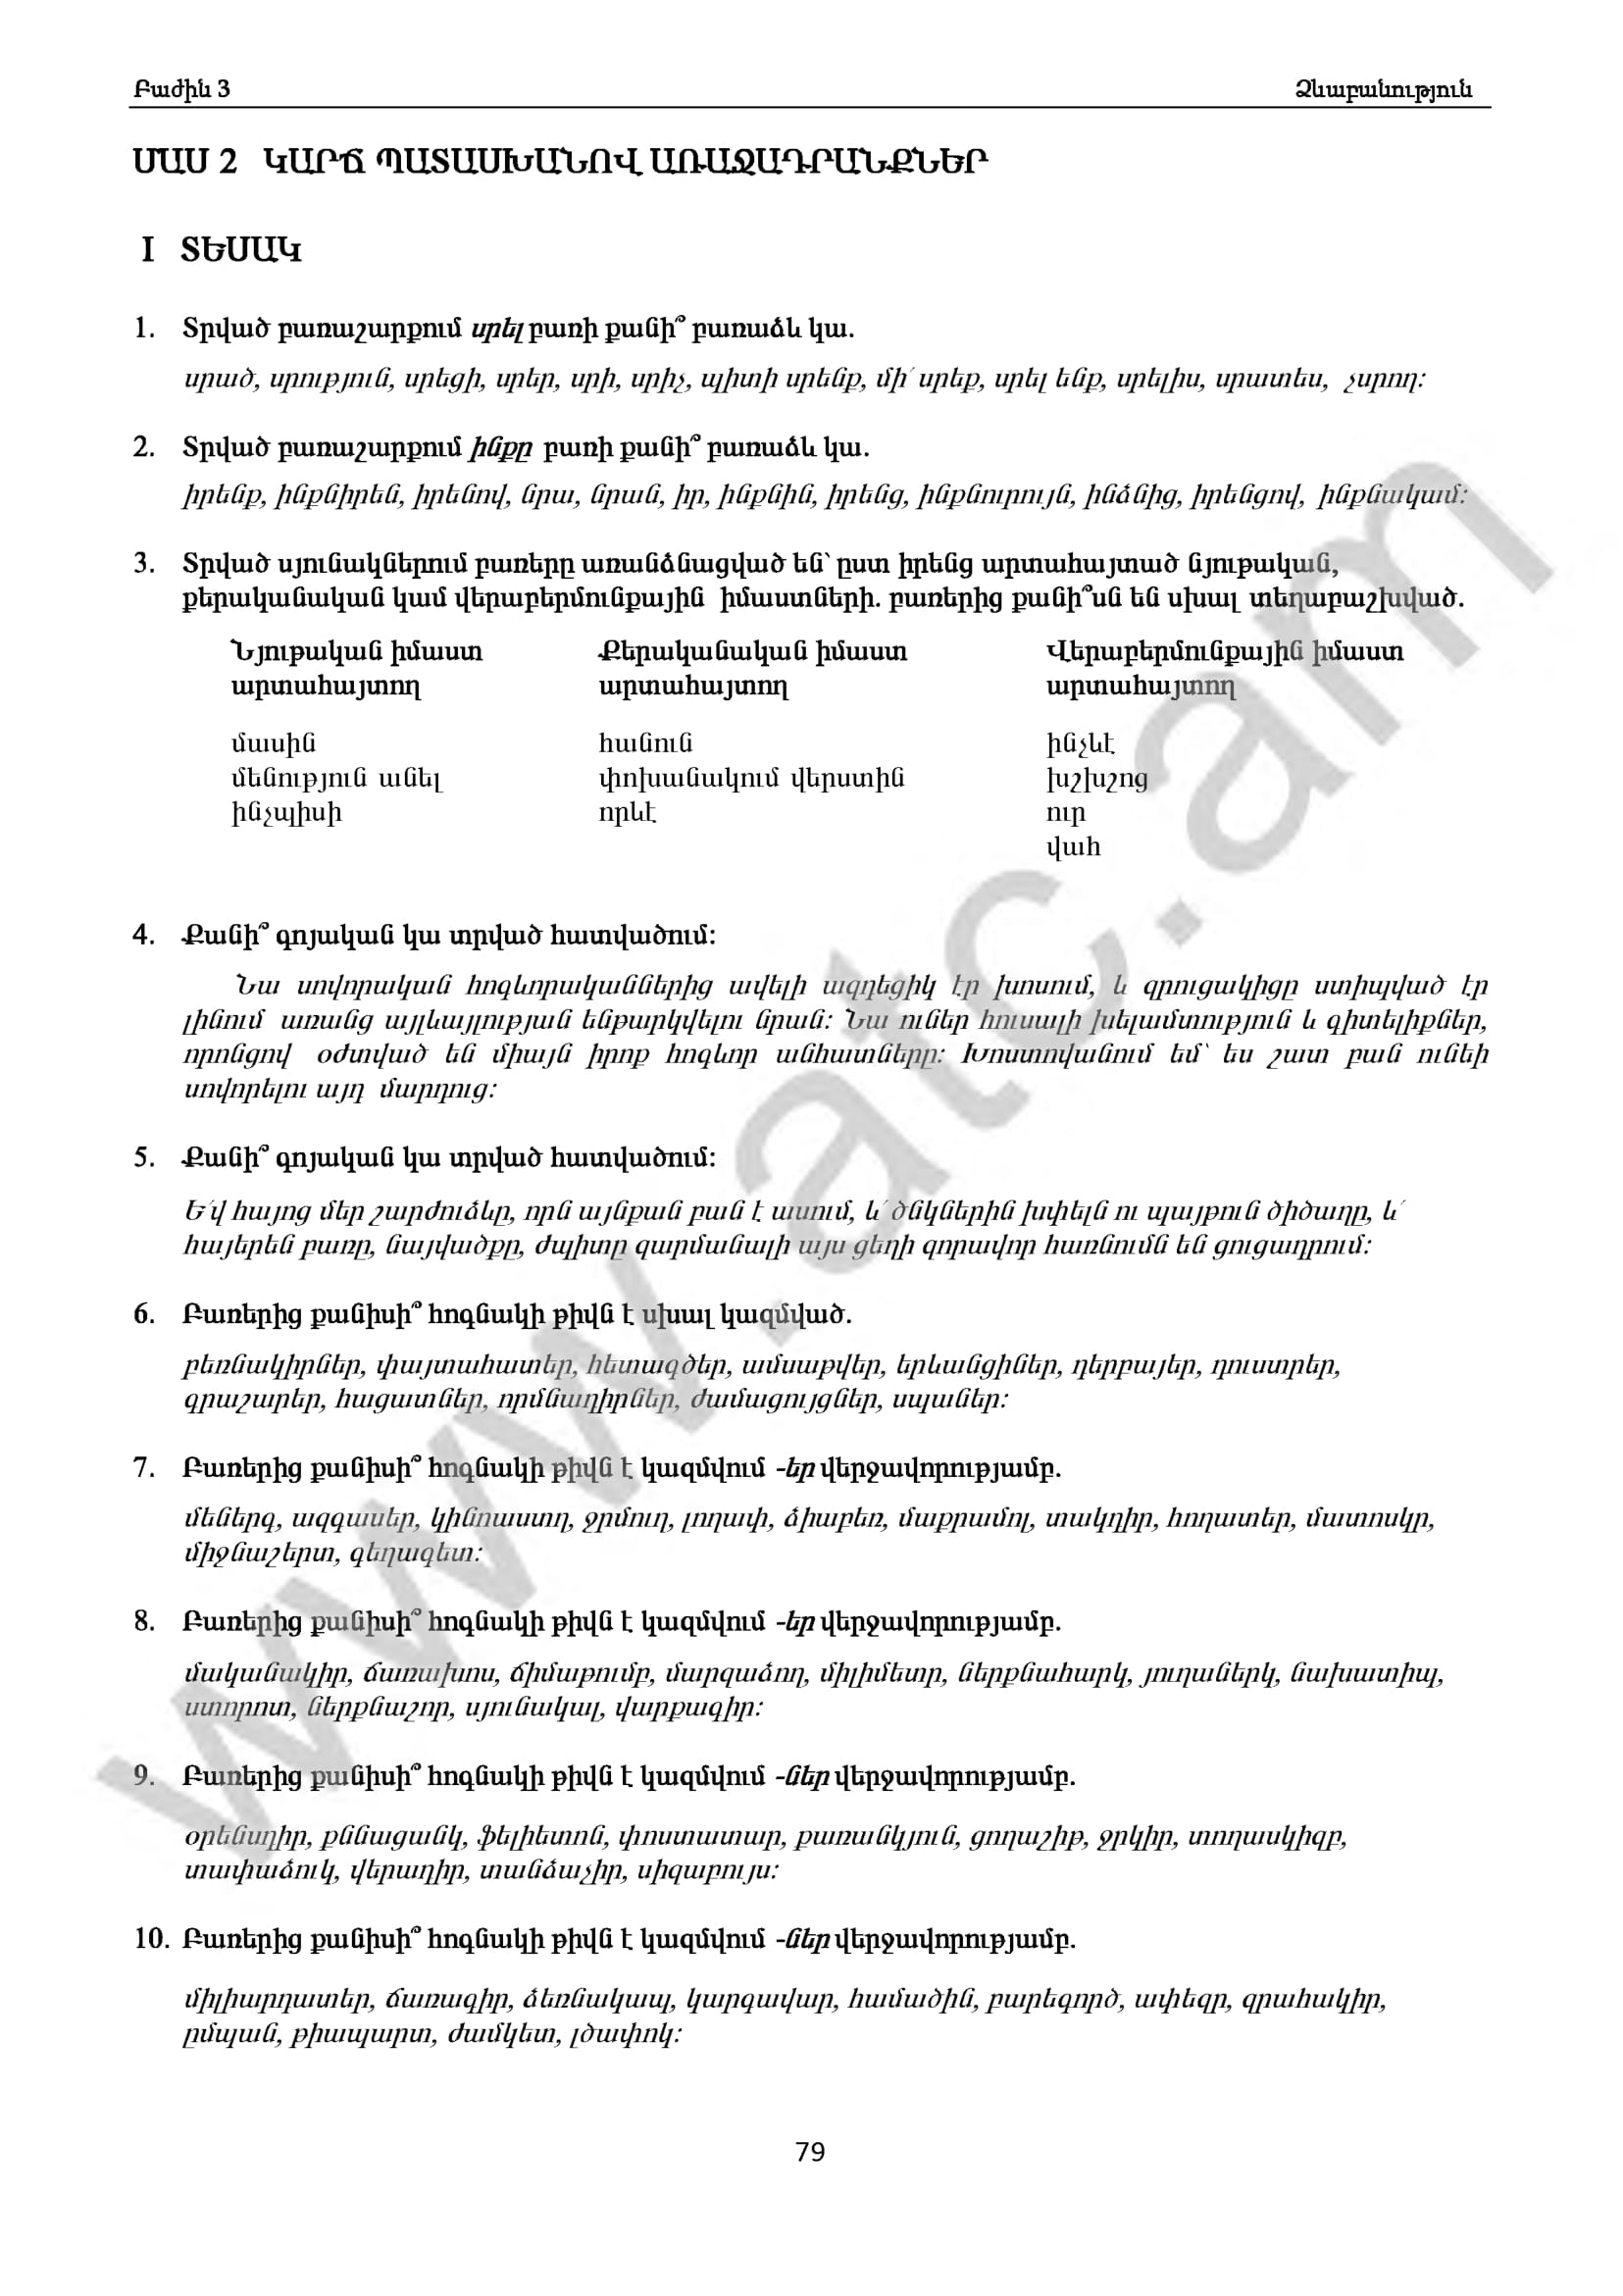 Բաժին 3 Ձևաբանություն
ՄԱՍ 2 ԿԱՐՃ ՊԱՏԱՍԽԱՆՈՎ ԱՌԱՋԱԴՐԱՆՔՆԵՐ
I ՏԵՍԱԿ
1. Տրված բառաշարքում սրել բառի քանի՞ բառաձև կա.
սրած, սրություն, սրեցի, սրեր, սրի, սրիչ, պիտի սրենք, մի՛ սրեք, սրել ենք, սրելիս, սրատես, չսրող:
2. Տրված բառաշարքում ինքը բառի քանի՞ բառաձև կա.
իրենք, ինքնիրեն, իրենով, նրա, նրան, իր, ինքնին, իրենց, ինքնուրույն, ինձնից, իրենցով, ինքնակամ:
3. Տրված սյունակներում բառերը առանձնացված են՝ ըստ իրենց արտահայտած նյութական,
քերականական կամ վերաբերմունքային իմաստների. բառերից քանի՞սն են սխալ տեղաբաշխված.
Նյութական իմաստ Քերականական իմաստ Վերաբերմունքային իմաստ
արտահայտող արտահայտող արտահայտող
մասին հանուն ինչևէ
մենություն անել փոխանակում վերստին խշխշոց
ինչպիսի որևէ ուր
վահ
4. Քանի՞ գոյական կա տրված հատվածում:
Նա սովորական հոգևորականներից ավելի ազդեցիկ էր խոսում, և զրուցակիցը ստիպված էր
լինում առանց այլևայլության ենթարկվելու նրան: Նա ուներ հուսալի խելամտություն և գիտելիքներ,
որոնցով օժտված են միայն իրոք հոգևոր անհատները: Խոստովանում եմ՝ ես շատ բան ունեի
սովորելու այդ մարդուց:
5. Քանի՞ գոյական կա տրված հատվածում:
Ե՛վ հայոց մեր շարժուձևը, որն այնքան բան է ասում, և՛ ծնկներին խփելն ու պայթուն ծիծաղը, և՛
հայերեն բառը, նայվածքը, ժպիտը զարմանալի այս ցեղի զորավոր հառնումն են ցուցադրում:
6. Բառերից քանիսի՞ հոգնակի թիվն է սխալ կազմված.
բեռնակիրներ, փայտահատեր, հետագծեր, ամսաթվեր, երևանցիներ, դերբայեր, դուստրեր,
գրաշարեր, հացատներ, որմնադիրներ, ժամացույցներ, սպաներ:
7. Բառերից քանիսի՞ հոգնակի թիվն է կազմվում -եր վերջավորությամբ.
մեներգ, ազգասեր, կինոաստղ, ջրմուղ, լողափ, ձիաբեռ, մաքրամոլ, տակդիր, հողատեր, մատոսկր,
միջնաշերտ, գեղագետ:
8. Բառերից քանիսի՞ հոգնակի թիվն է կազմվում -եր վերջավորությամբ.
մականակիր, ճառախոս, ճիմաթումբ, մարզաձող, միլիմետր, ներքնահարկ, յուղաներկ, նախատիպ,
ստորոտ, ներքնաշոր, սյունակալ, վարքագիր:
9. Բառերից քանիսի՞ հոգնակի թիվն է կազմվում -ներ վերջավորությամբ.
օրենսդիր, քննացանկ, ֆելիետոն, փոստատար, քառանկյուն, ցողաշիթ, ջրկիր, տողասկիզբ,
տափաձուկ, վերադիր, տանձաչիր, սիզաբույս:
10. Բառերից քանիսի՞ հոգնակի թիվն է կազմվում -ներ վերջավորությամբ.
միլիարդատեր, ճառագիր, ձեռնակապ, կարգավար, համածին, բարեգործ, ափեզր, զրահակիր,
ըմպան, թիապարտ, ժամկետ, լծափոկ:
79
www.atc.am